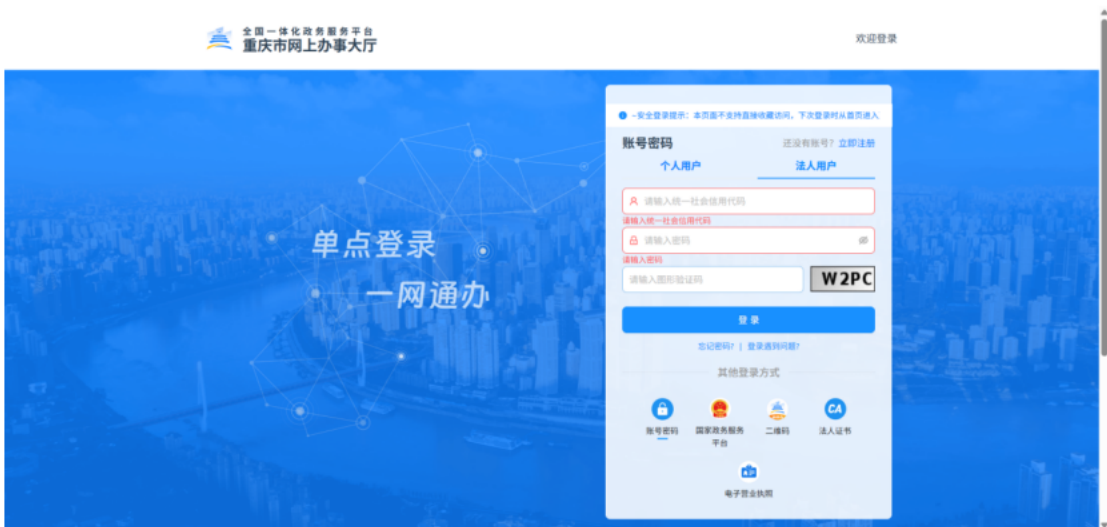 全国一体化政务服务平台
重庆市网上办事大厅
欢迎登录
单点登录
一网通办
~安全登录提示：本页面不支持直接收藏访问，下次登录时从首页进入
账号密码
还没有账号？立即注册
个人用户
法人用户
请输入统一社会信用代码
请输入统一社会信用代码
请输入密码
请输入密码
请输入图形验证码
W2PC
登录
忘记密码? | 登录遇到问题?
其他登录方式
账号密码
国家政务服务平台
二维码
CA
法人证书
电子营业执照